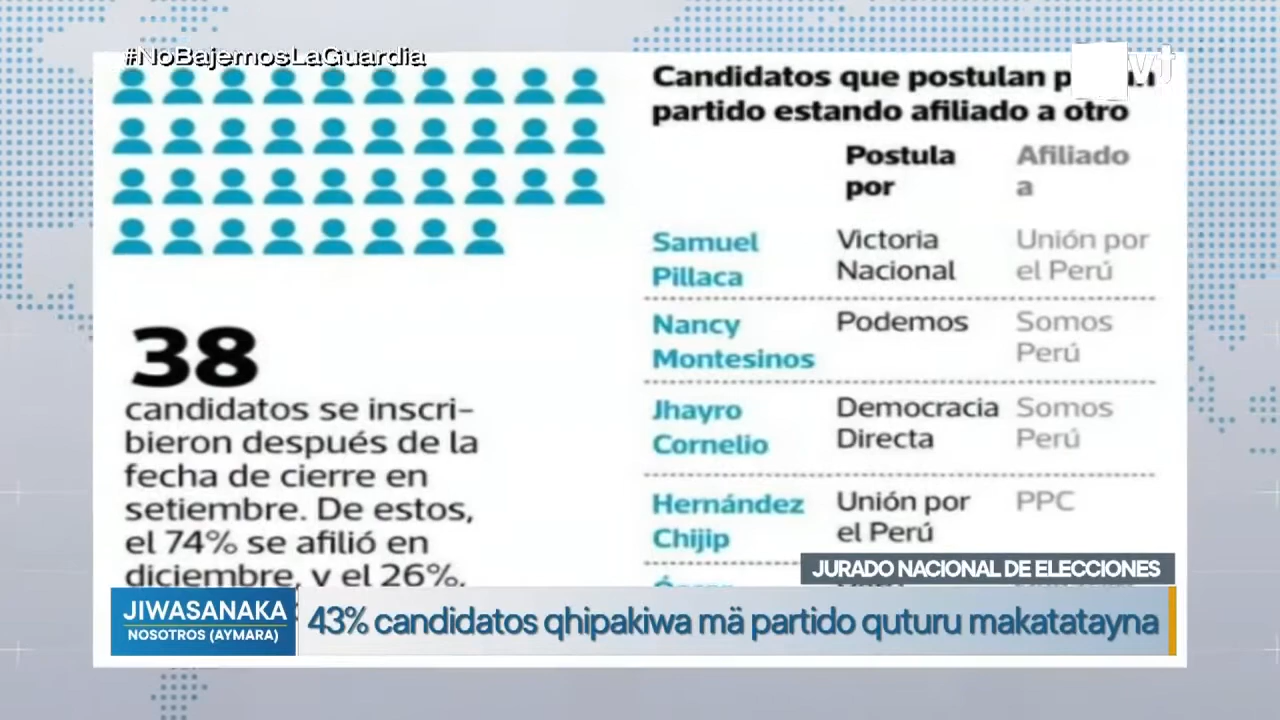 #NoBajemosLaGuardia
Candidatos que postulan
partido estando afiliado a otro
Postula
por
Afiliado
a
Samuel
Pillaca
Victoria
Nacional
Unión por
el Perú
Nancy
Montesinos
Podemos
Somos
Perú
Jhayro
Cornelio
Democracia
Directa
Somos
Perú
Hernández
Chijip
Unión por
el Perú
PPC
38
candidatos se inscri-
bieron después de la
fecha de cierre en
setiembre. De estos,
el 74% se afilió en
diciembre, y el 26%,
JURADO NACIONAL DE ELECCIONES
JIWASANAKA
NOSOTROS (AYMARA)
43% candidatos qhipakiwa mä partido quturu makatatayna